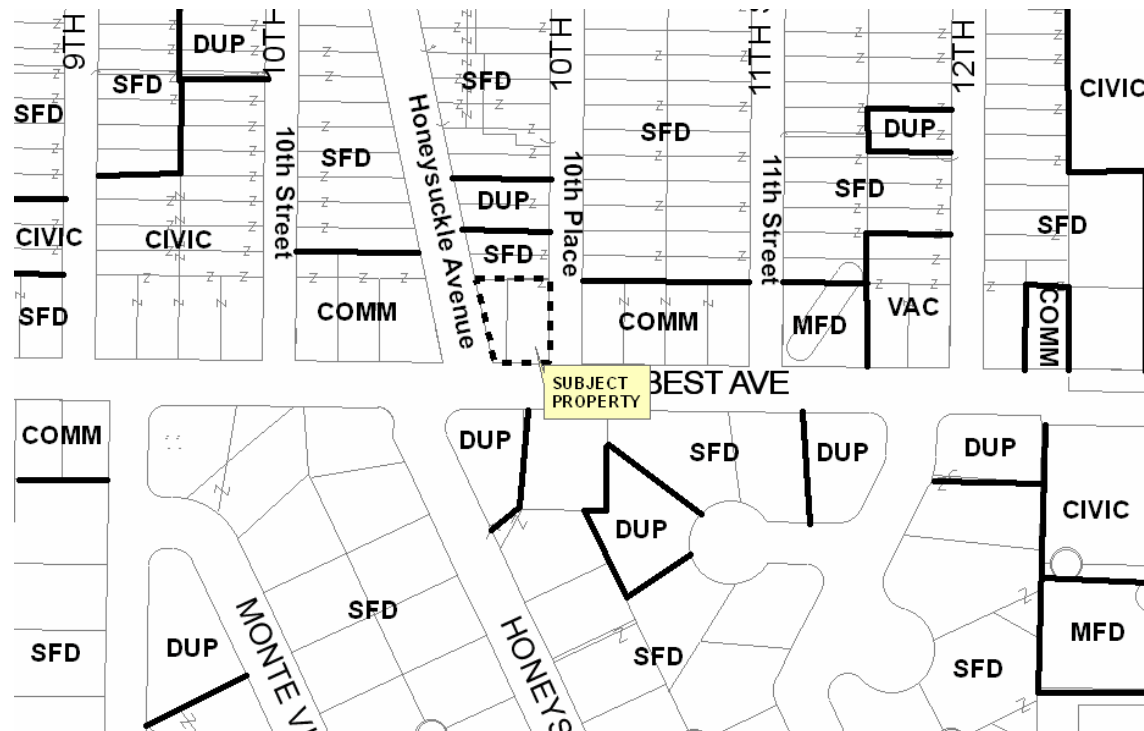 9TH
DUP
10TH
10TH
11TH S
12TH
SFD
SFD
CIVIC
SFD
SFD
SFD
DUP
Honeysuckle Avenue
10th Street
10th Place
11th Street
SFD
DUP
SFD
CIVIC
CIVIC
SFD
SFD
COMM
COMM
MFD
VAC
COMM
SFD
SUBJECT
PROPERTY
BEST AVE
COMM
DUP
SFD
DUP
DUP
CIVIC
DUP
SFD
MFD
DUP
SFD
SFD
SFD
MONTE VI
HONEYS